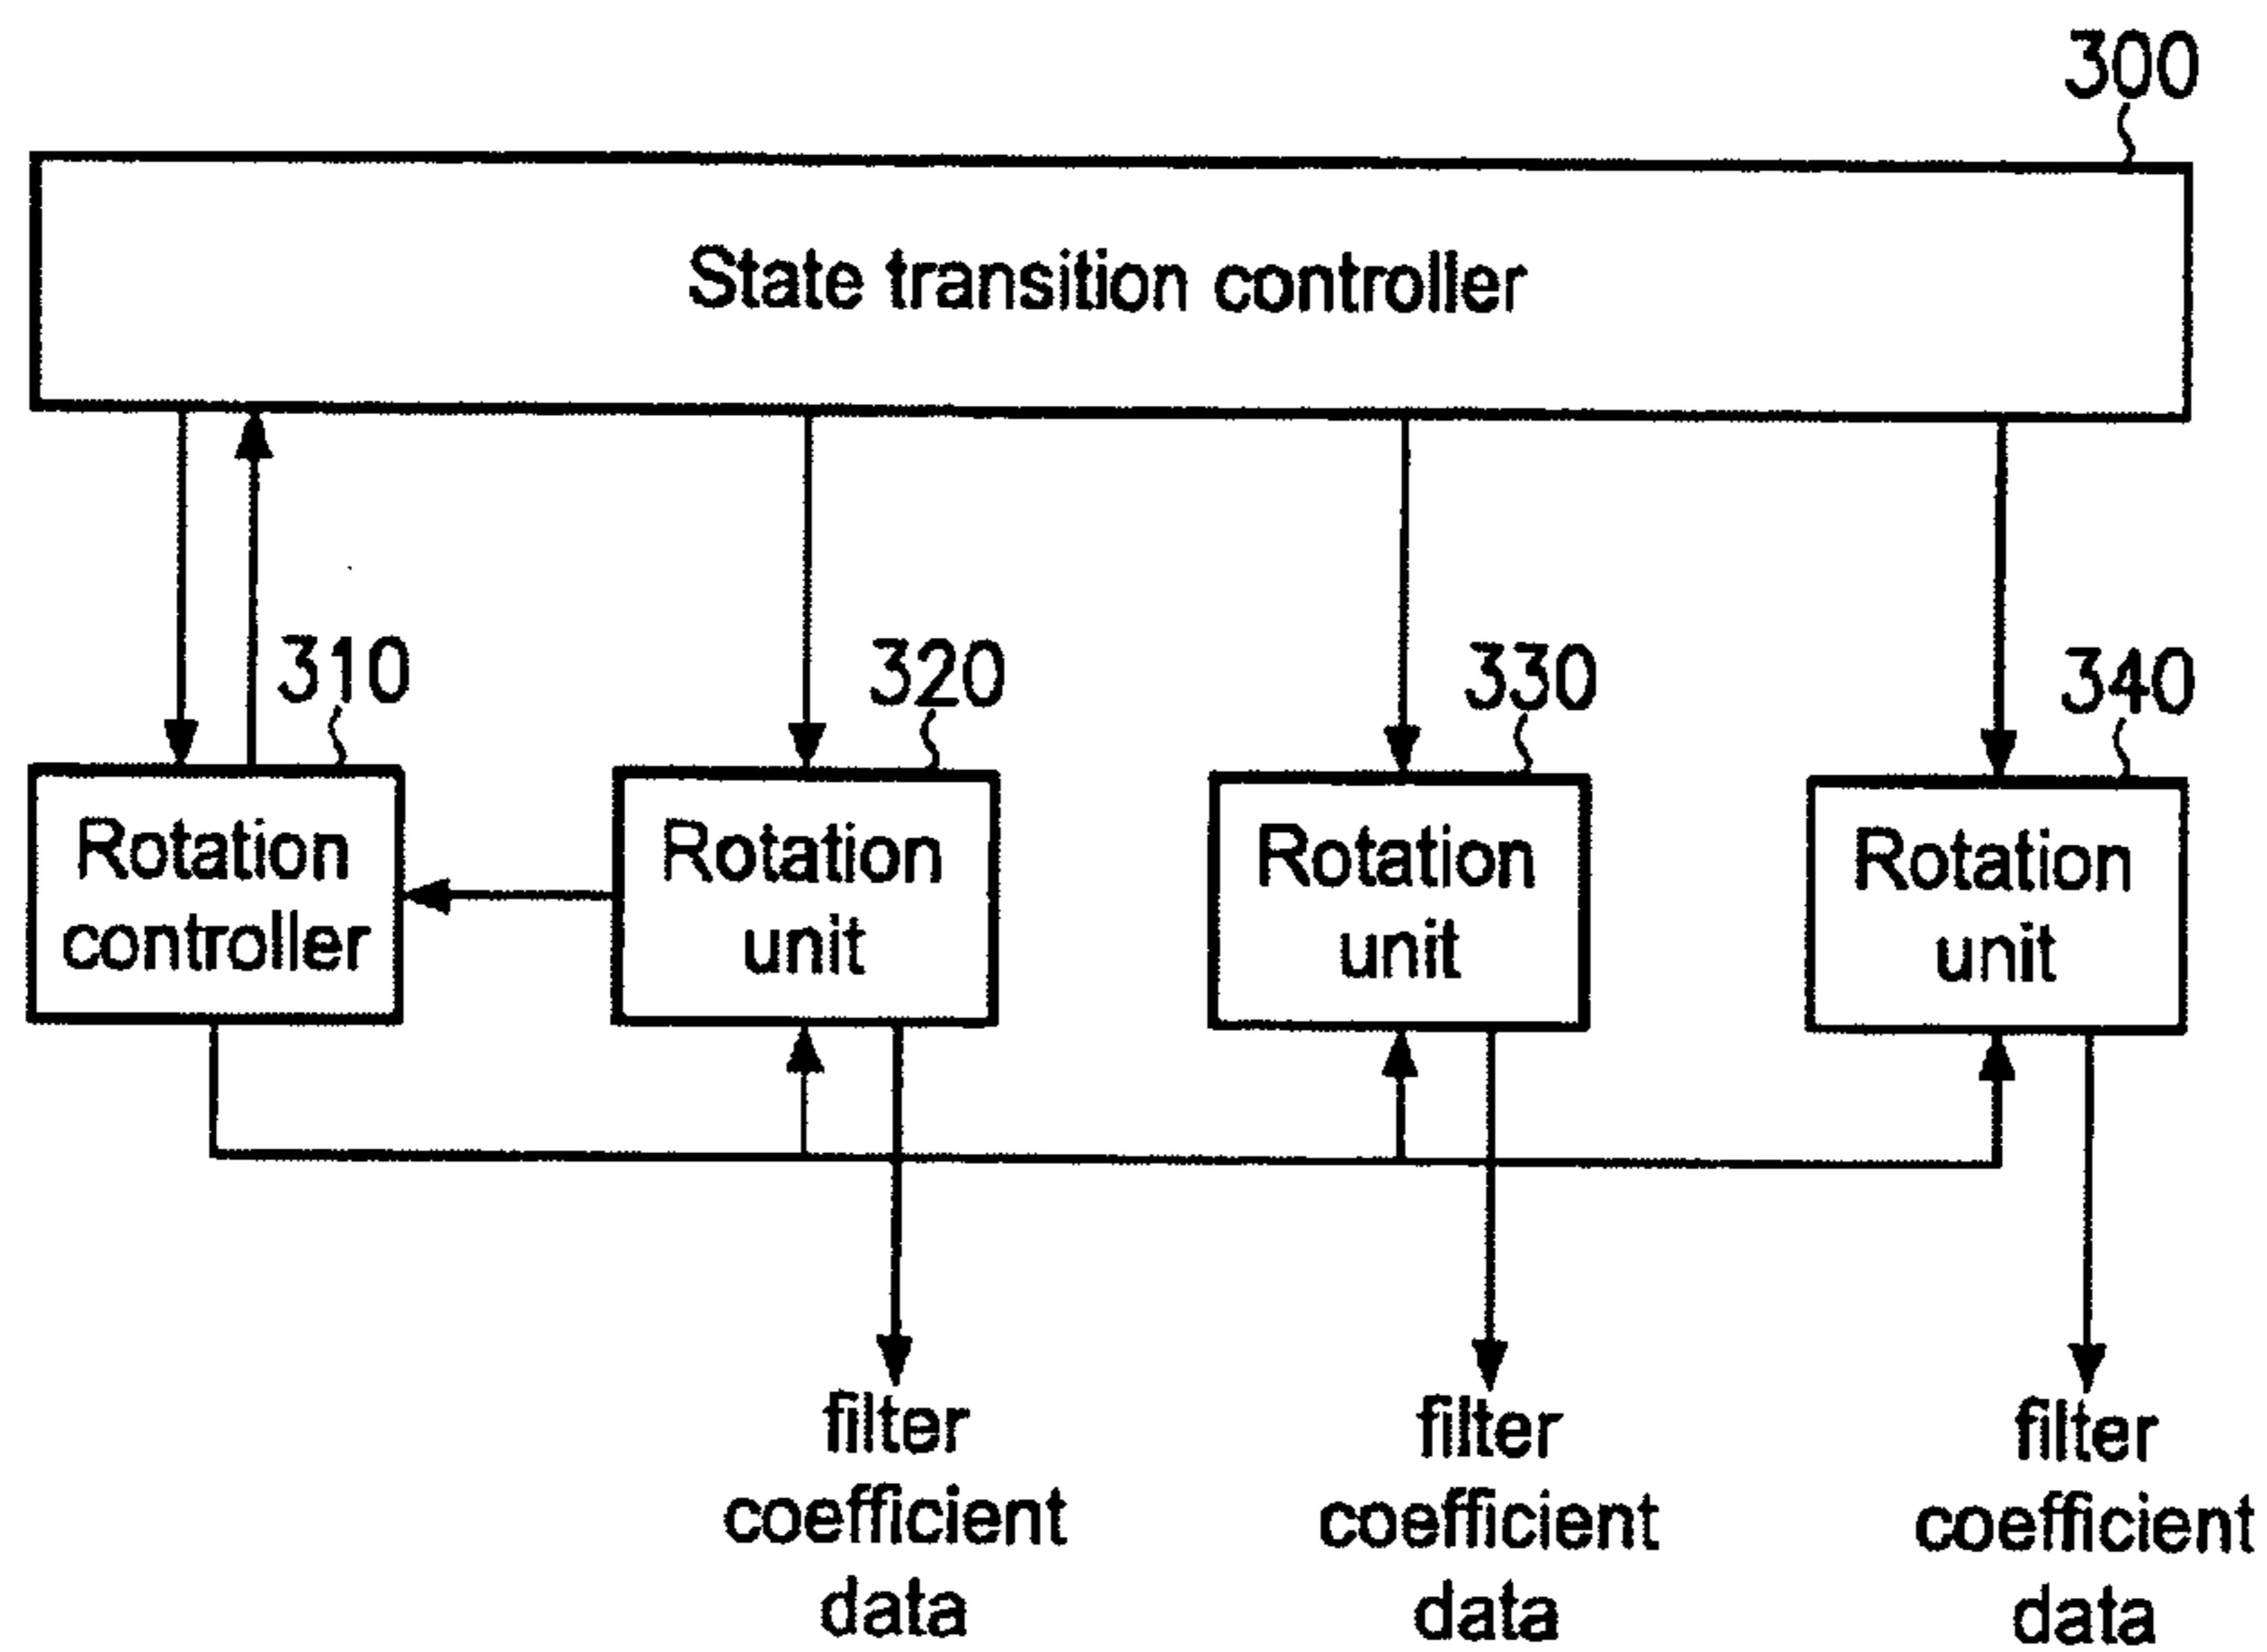 300
State transition controller
310
320
330
340
Rotation
controller
Rotation
unit
Rotation
unit
Rotation
unit
filter
coefficient
data
filter
coefficient
data
filter
coefficient
data